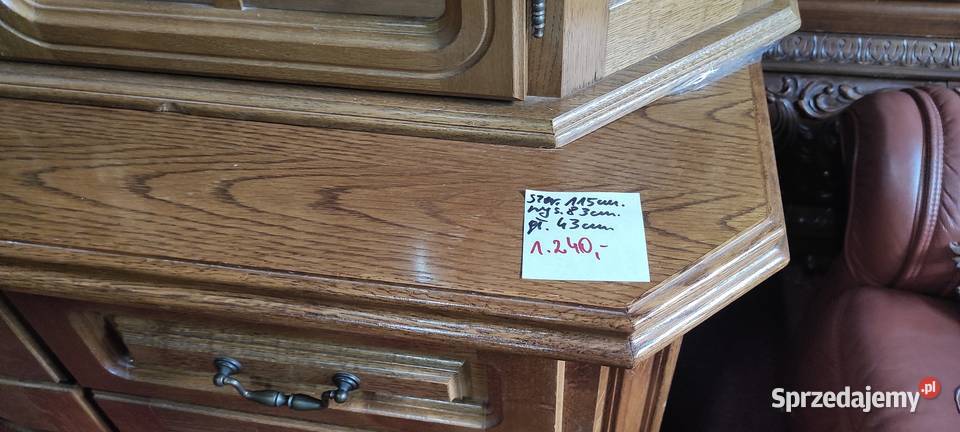 szer. 115cm.
wys. 83cm.
gł. 43cm
1.240,-
Sprzedajemy.pl